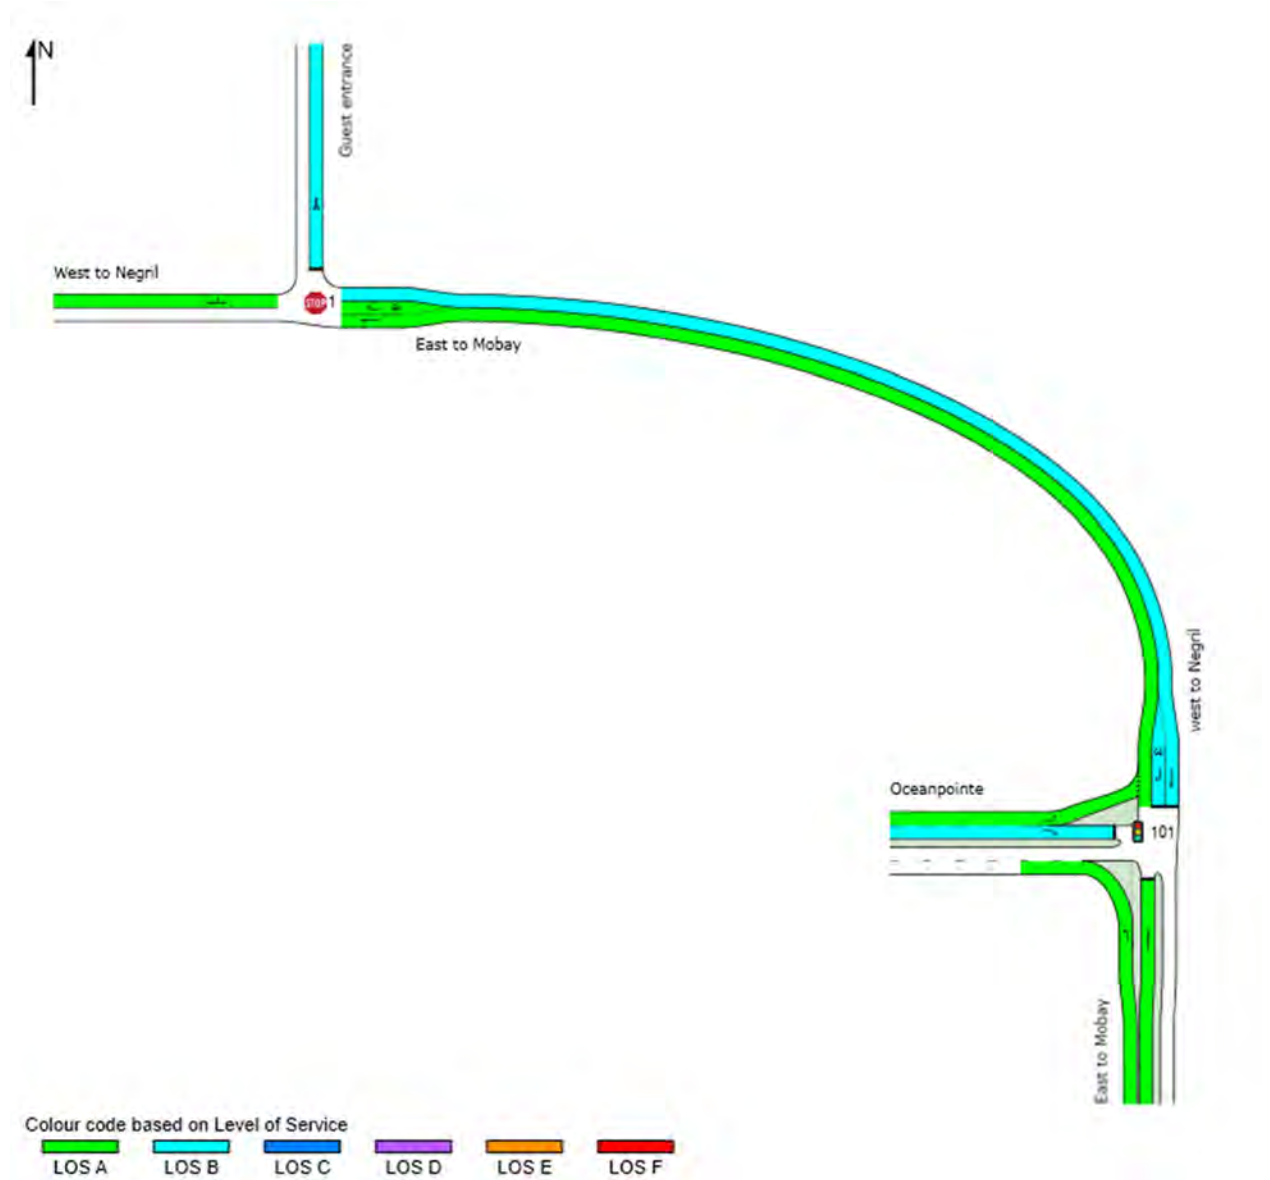 N
Guest entrance
West to Negril
STOP
1
East to Mobay
west to Negril
Oceanpointe
101
East to Mobay
Colour code based on Level of Service
LOS A
LOS B
LOS C
LOS D
LOS E
LOS F